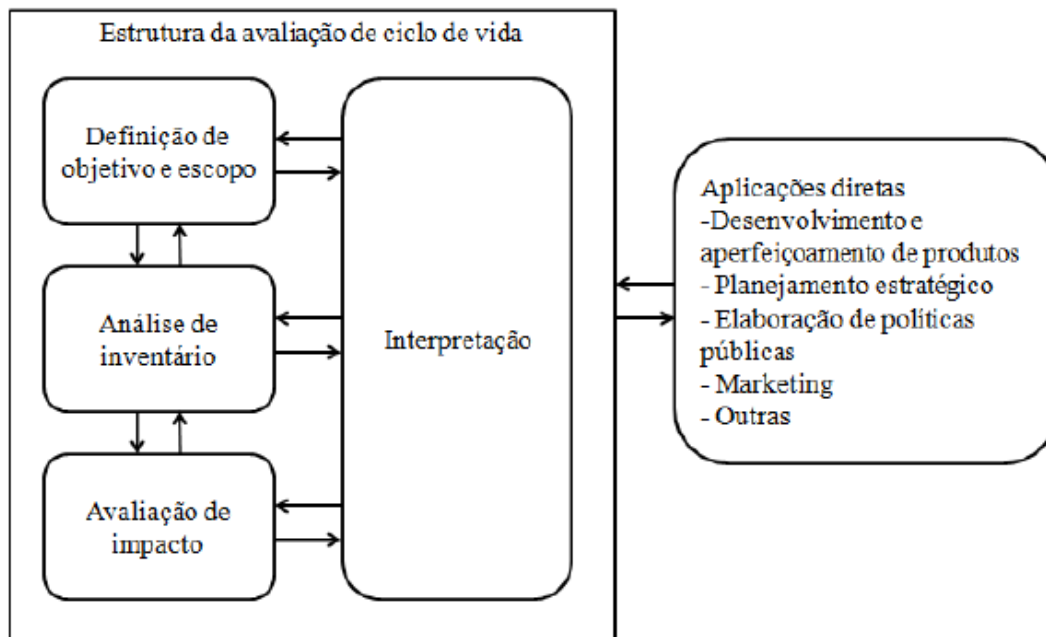 Estrutura da avaliação de ciclo de vida
Definição de
objetivo e escopo
Análise de
inventário
Avaliação de
impacto
Interpretação
Aplicações diretas
-Desenvolvimento e
aperfeiçoamento de produtos
- Planejamento estratégico
- Elaboração de políticas
públicas
- Marketing
- Outras